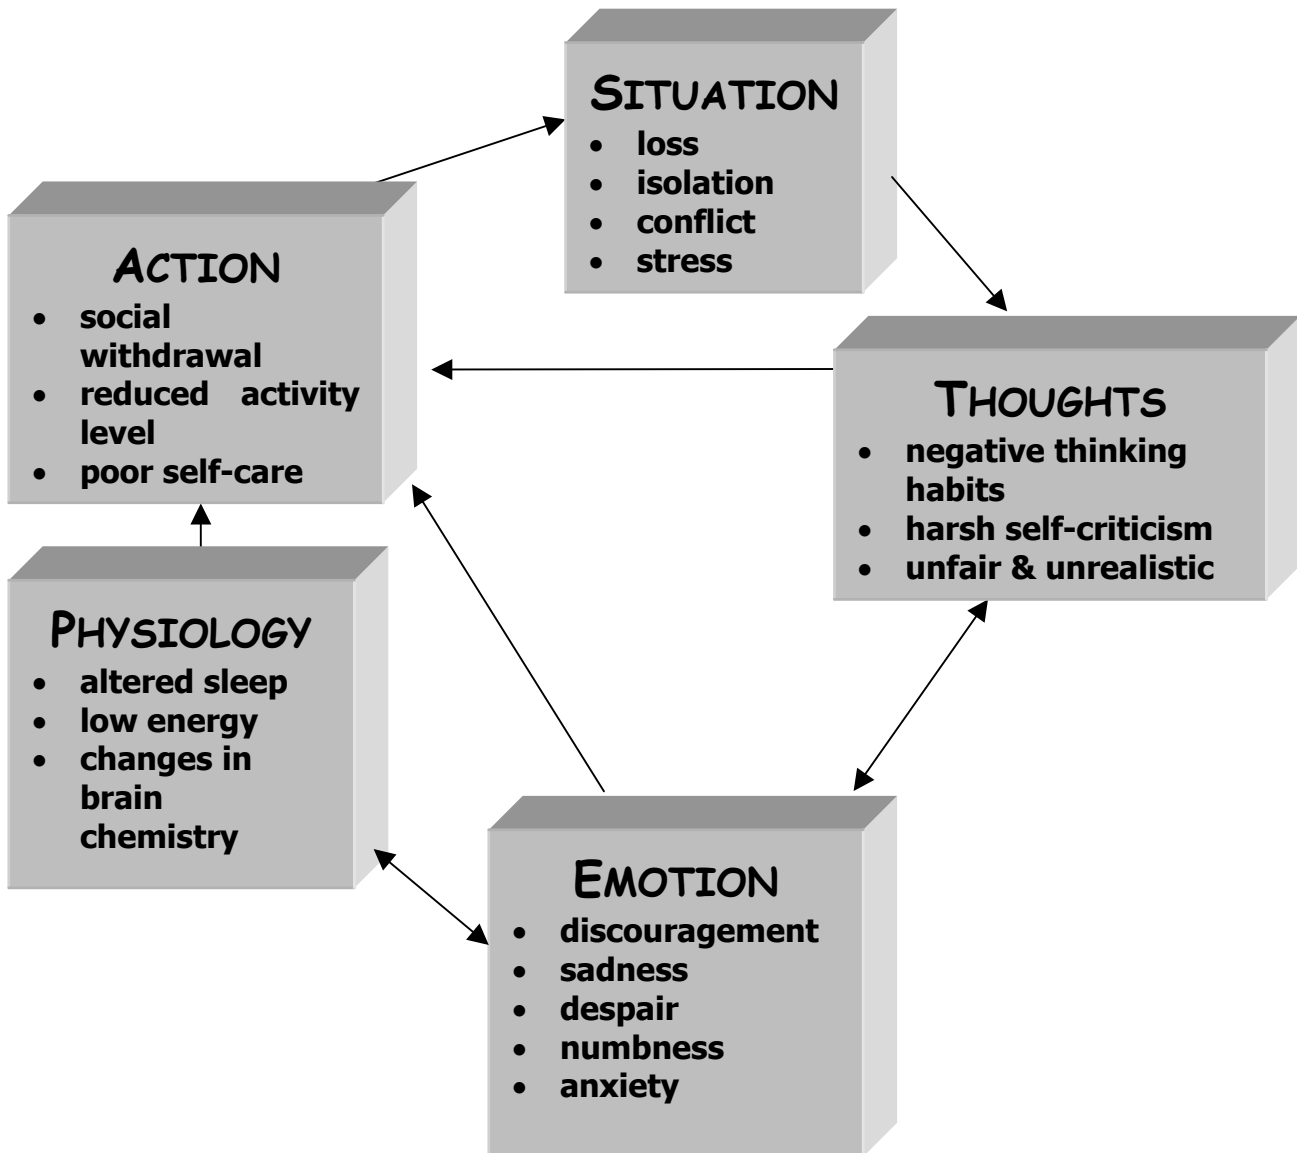 SITUATION
• loss
• isolation
• conflict
• stress
ACTION
• social
withdrawal
• reduced activity
level
• poor self-care
THOUGHTS
• negative thinking
habits
• harsh self-criticism
• unfair & unrealistic
PHYSIOLOGY
• altered sleep
• low energy
• changes in
brain
chemistry
EMOTION
• discouragement
• sadness
• despair
• numbness
• anxiety